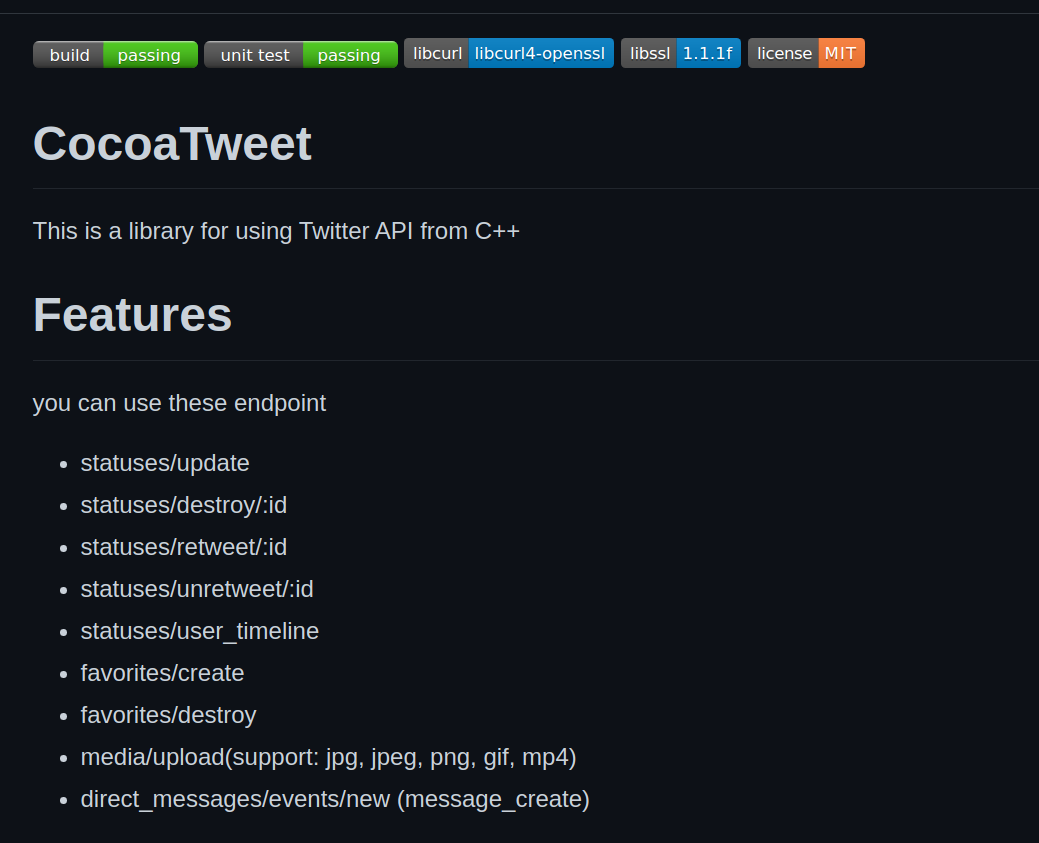 build passing unit test passing libcurl libcurl4-openssl libssl 1.1.1f license MIT
CocoaTweet
This is a library for using Twitter API from C++
Features
you can use these endpoint
statuses/update
statuses/destroy/:id
statuses/retweet/:id
statuses/unretweet/:id
statuses/user_timeline
favorites/create
favorites/destroy
media/upload(support: jpg, jpeg, png, gif, mp4)
direct_messages/events/new (message_create)